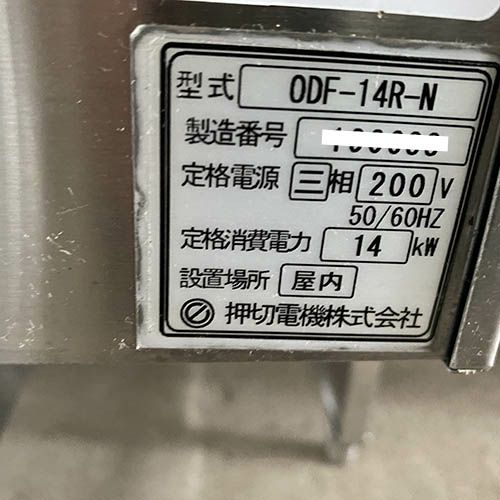 型式 ODF-14R-N
製造番号
定格電源 三相 200 V
50/60HZ
定格消費電力 14 kW
設置場所 屋内
押切電機株式会社